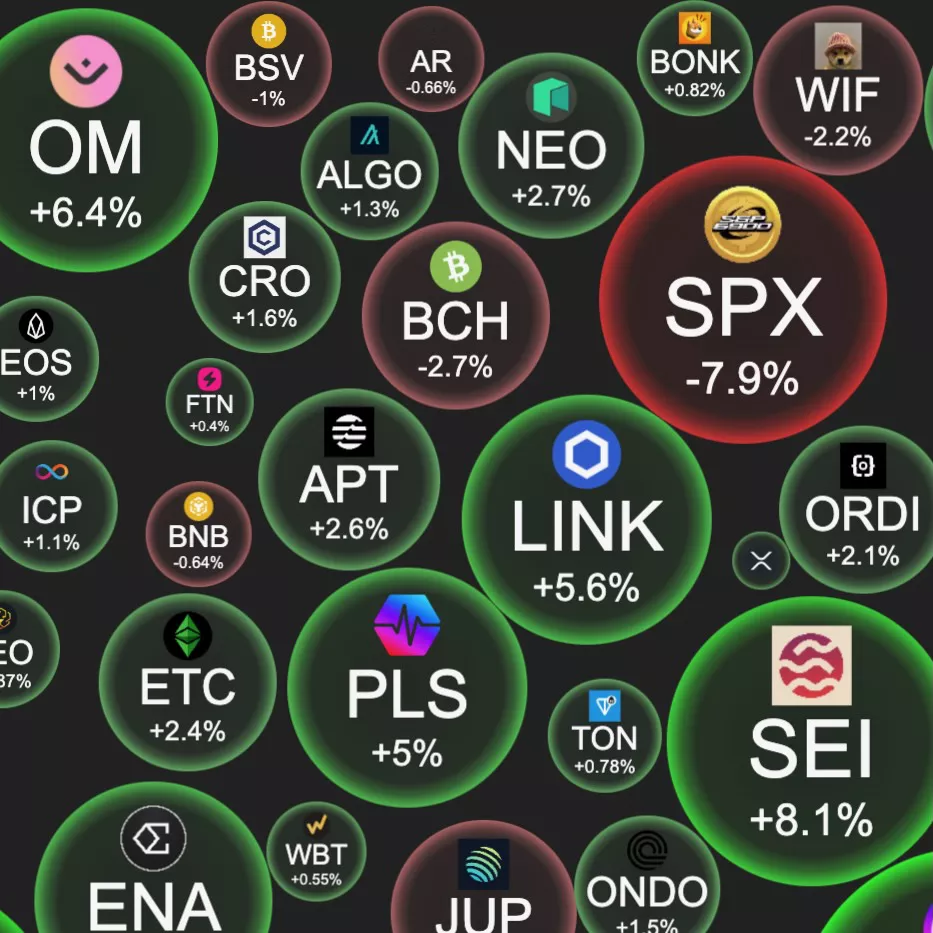 OM
+6.4%
BSV
-1%
AR
-0.66%
BONK
+0.82%
WIF
-2.2%
ALGO
+1.3%
NEO
+2.7%
SPX
-7.9%
CRO
+1.6%
BCH
-2.7%
EOS
+1%
FTN
+0.4%
APT
+2.6%
LINK
+5.6%
ORDI
+2.1%
ICP
+1.1%
BNB
-0.64%
EO
87%
ETC
+2.4%
PLS
+5%
TON
+0.78%
SEI
+8.1%
ENA
WBT
+0.55%
JUP
ONDO
+1.5%